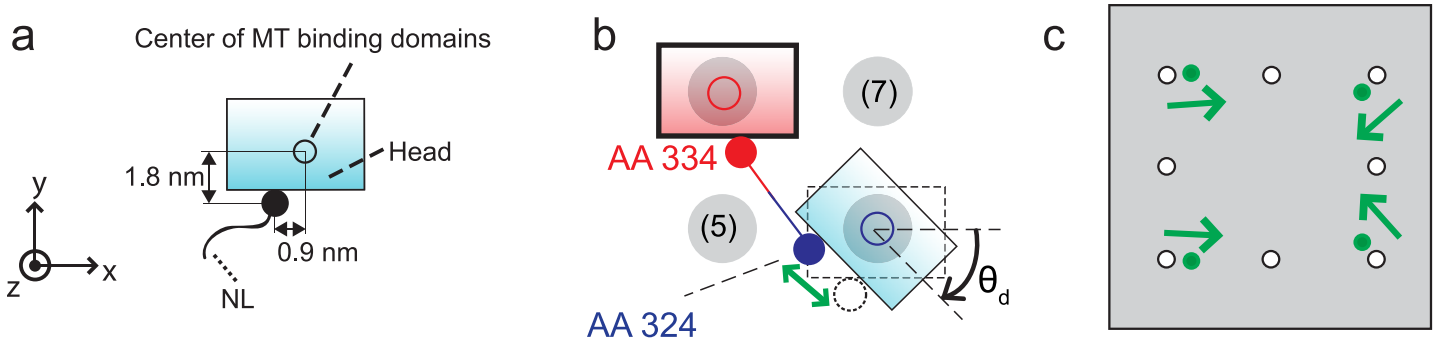 a
Center of MT binding domains
Head
1.8 nm
0.9 nm
NL
y
x
z
b
(7)
AA 334
(5)
θd
AA 324
c